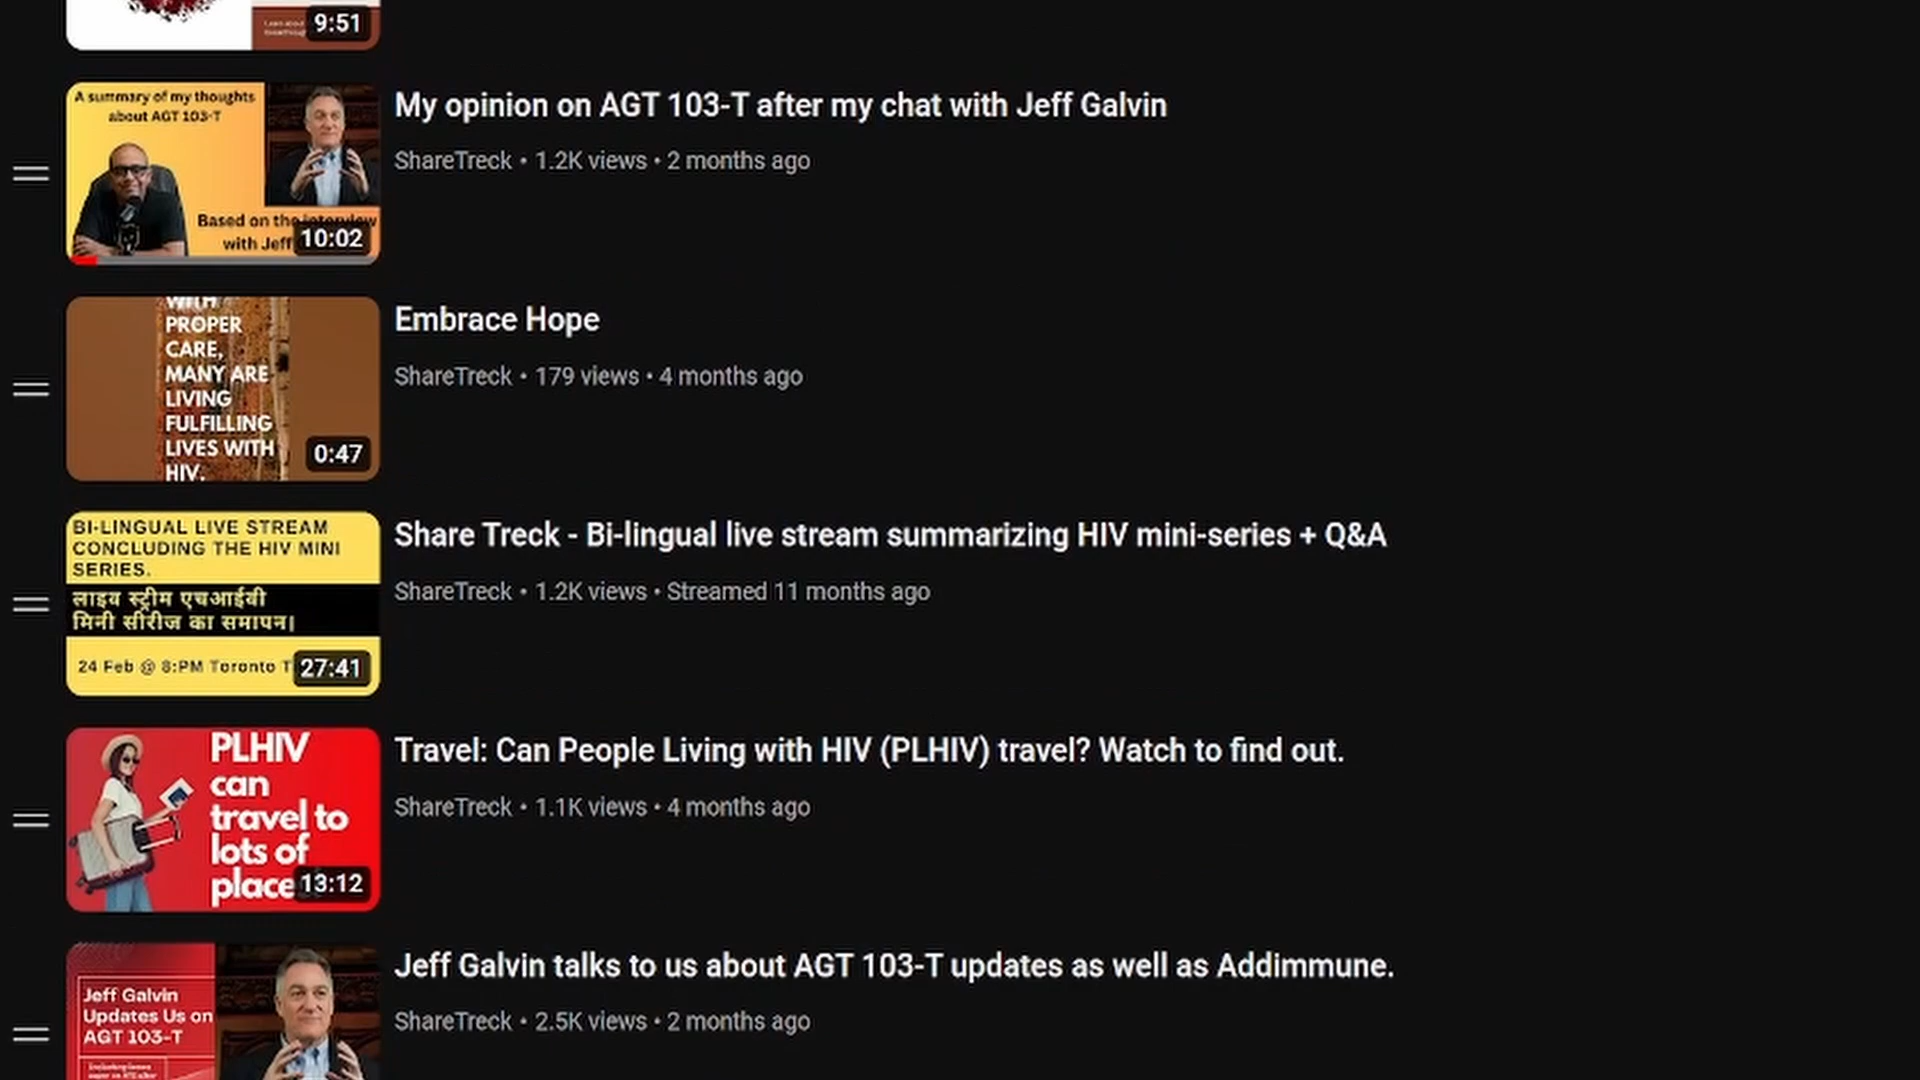 9:51
A summary of my thoughts
about AGT 103-T
Based on the interview
with Jeff
10:02
My opinion on AGT 103-T after my chat with Jeff Galvin
ShareTreck • 1.2K views • 2 months ago
WITH
PROPER
CARE,
MANY ARE
LIVING
FULFILLING
LIVES WITH
HIV.
0:47
Embrace Hope
ShareTreck • 179 views • 4 months ago
BI-LINGUAL LIVE STREAM
CONCLUDING THE HIV MINI
SERIES.
लाइव स्ट्रीम एचआईवी
मिनी सीरीज का समापन।
24 Feb @ 8:PM Toronto T
27:41
Share Treck - Bi-lingual live stream summarizing HIV mini-series + Q&A
ShareTreck • 1.2K views • Streamed 11 months ago
PLHIV
can
travel to
lots of
place
13:12
Travel: Can People Living with HIV (PLHIV) travel? Watch to find out.
ShareTreck • 1.1K views • 4 months ago
Jeff Galvin
Updates Us on
AGT 103-T
Jeff Galvin talks to us about AGT 103-T updates as well as Addimmune.
ShareTreck • 2.5K views • 2 months ago